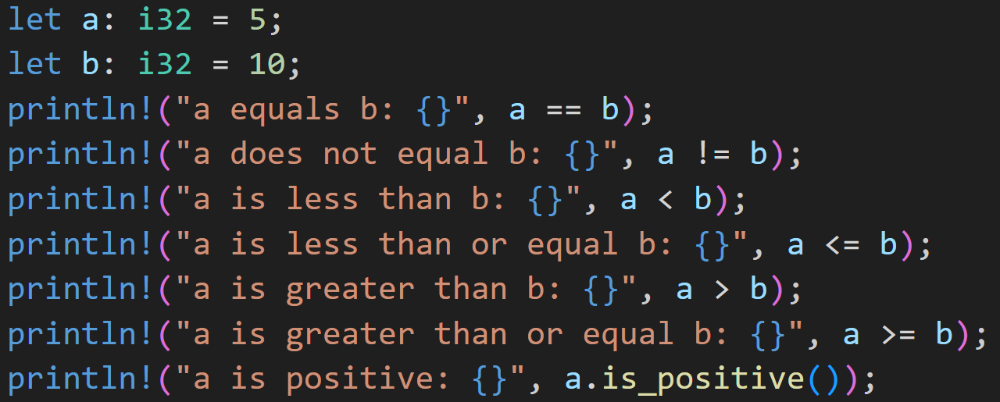 let a: i32 = 5;
let b: i32 = 10;
println!("a equals b: {}", a == b);
println!("a does not equal b: {}", a != b);
println!("a is less than b: {}", a < b);
println!("a is less than or equal b: {}", a <= b);
println!("a is greater than b: {}", a > b);
println!("a is greater than or equal b: {}", a >= b);
println!("a is positive: {}", a.is_positive());